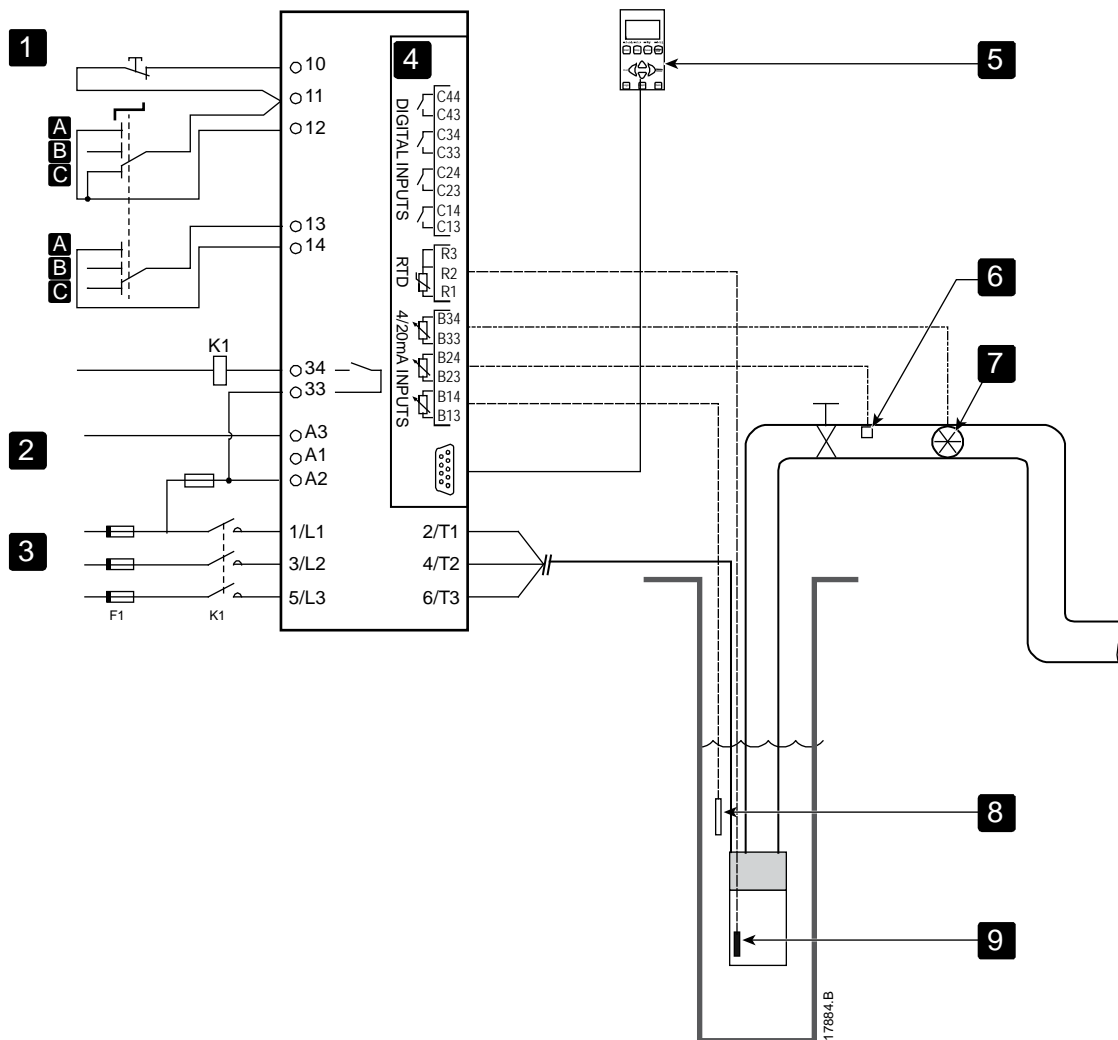 1
10
11
12
A
B
C
13
14
A
B
C
K1
34
33
2
A3
A1
A2
3
1/L1
3/L2
5/L3
F1
K1
2/T1
4/T2
6/T3
4
DIGITAL INPUTS
C44
C43
C34
C33
C24
C23
C14
C13
RTD
R3
R2
R1
4/20mA INPUTS
B34
B33
B24
B23
B14
B13
5
6
7
8
9
17884.B